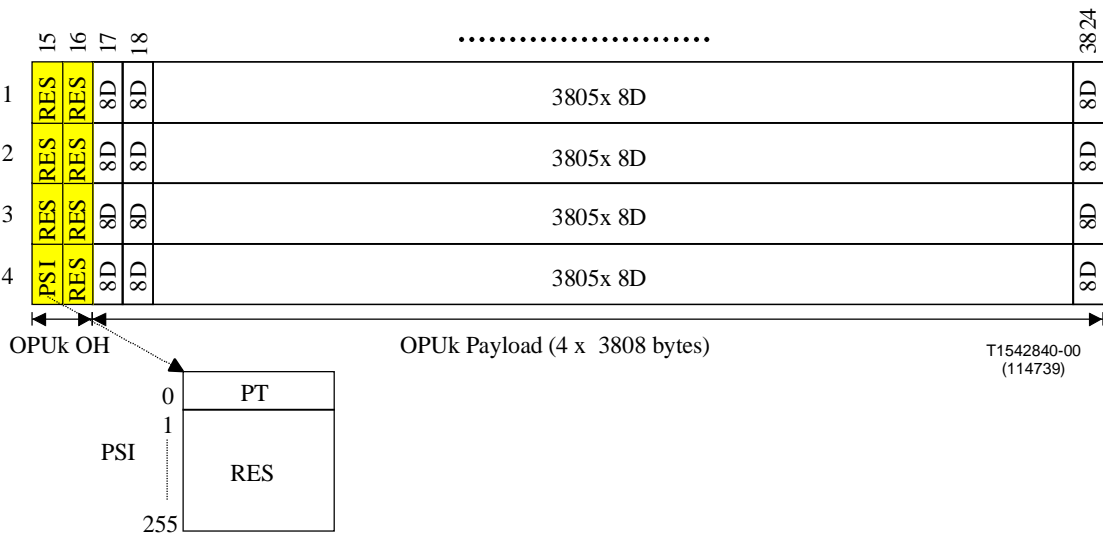 15 16 17 18 ........................ 3824
1 RES RES 8D 8D 3805x 8D 8D
2 RES RES 8D 8D 3805x 8D 8D
3 RES RES 8D 8D 3805x 8D 8D
4 PSI RES 8D 8D 3805x 8D 8D
OPUk OH OPUk Payload (4 x 3808 bytes) T1542840-00
(114739)
0 PT
1
PSI RES
255